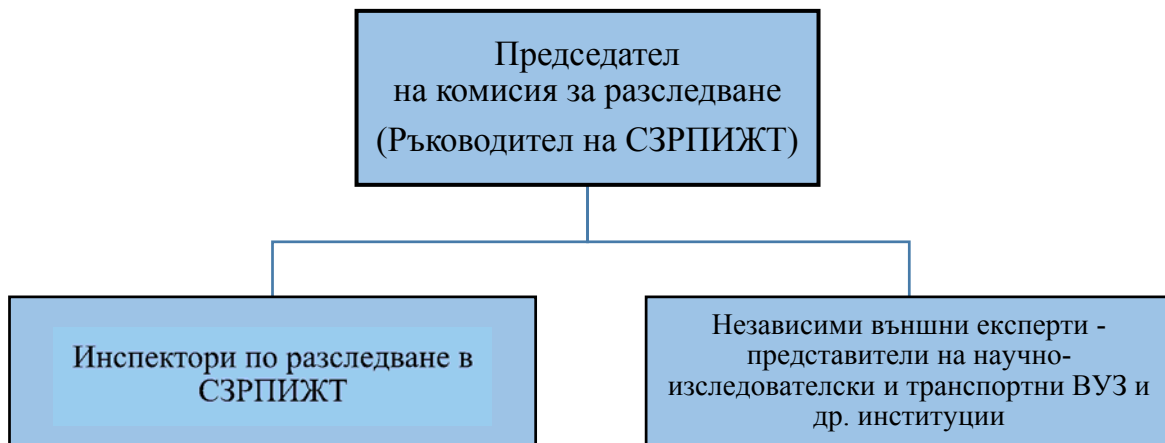 Председател
на комисия за разследване
(Ръководител на СЗРПИЖТ)
Инспектори по разследване в
СЗРПИЖТ
Независими външни експерти -
представители на научно-
изследователски и транспортни ВУЗ и
др. институции